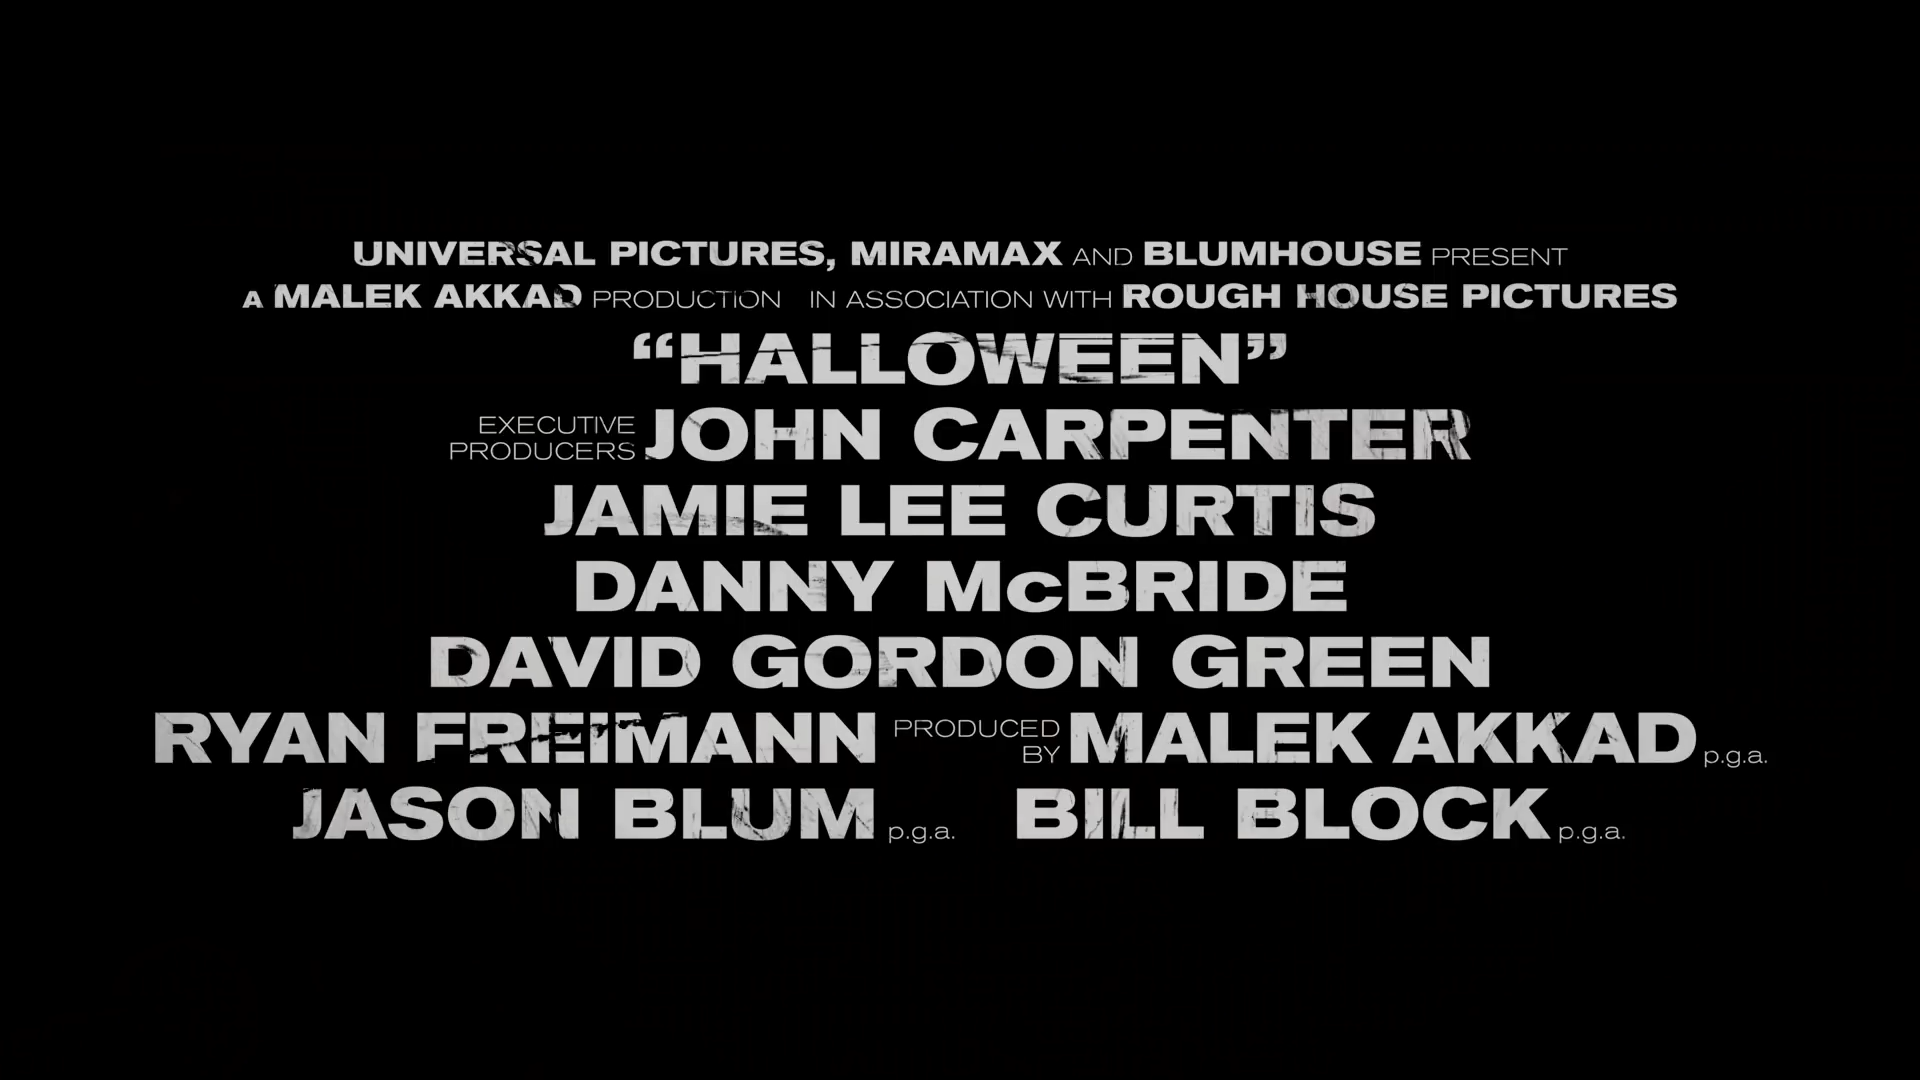 UNIVERSAL PICTURES, MIRAMAX AND BLUMHOUSE PRESENT
A MALEK AKKAD PRODUCTION IN ASSOCIATION WITH ROUGH HOUSE PICTURES
“HALLOWEEN”
EXECUTIVE PRODUCERS JOHN CARPENTER
JAMIE LEE CURTIS
DANNY McBRIDE
DAVID GORDON GREEN
RYAN FREIMANN PRODUCED BY MALEK AKKAD p.g.a.
JASON BLUM p.g.a. BILL BLOCK p.g.a.